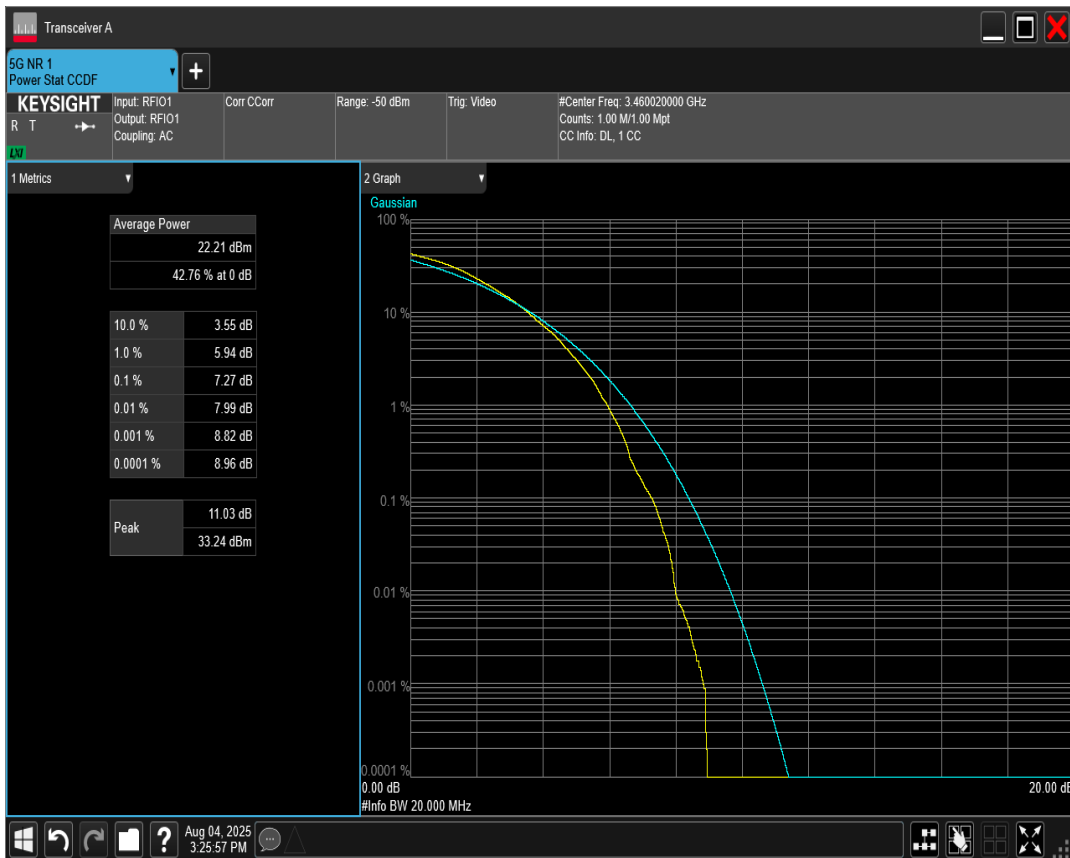 Transceiver A
5G NR 1
Power Stat CCDF
+
KEYSIGHT
R T
LXI
Input: RFIO1
Output: RFIO1
Coupling: AC
Corr CCorr
Range: -50 dBm
Trig: Video
#Center Freq: 3.460020000 GHz
Counts: 1.00 M/1.00 Mpt
CC Info: DL, 1 CC
1 Metrics
Average Power
22.21 dBm
42.76 % at 0 dB
10.0 % 3.55 dB
1.0 % 5.94 dB
0.1 % 7.27 dB
0.01 % 7.99 dB
0.001 % 8.82 dB
0.0001 % 8.96 dB
Peak
11.03 dB
33.24 dBm
2 Graph
Gaussian
100 %
10 %
1 %
0.1 %
0.01 %
0.001 %
0.0001 %
0.00 dB 20.00 dB
#Info BW 20.000 MHz
?
Aug 04, 2025
3:25:57 PM